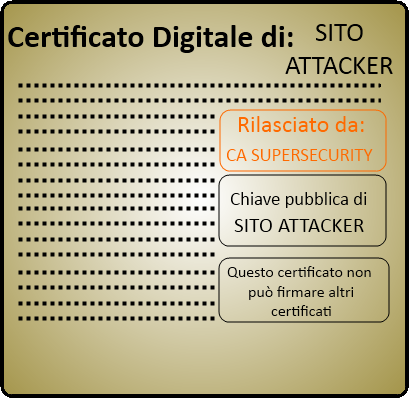 Certificato Digitale di: SITO
ATTACKER
Rilasciato da:
CA SUPERSECURITY
Chiave pubblica di
SITO ATTACKER
Questo certificato non
può firmare altri
certificati